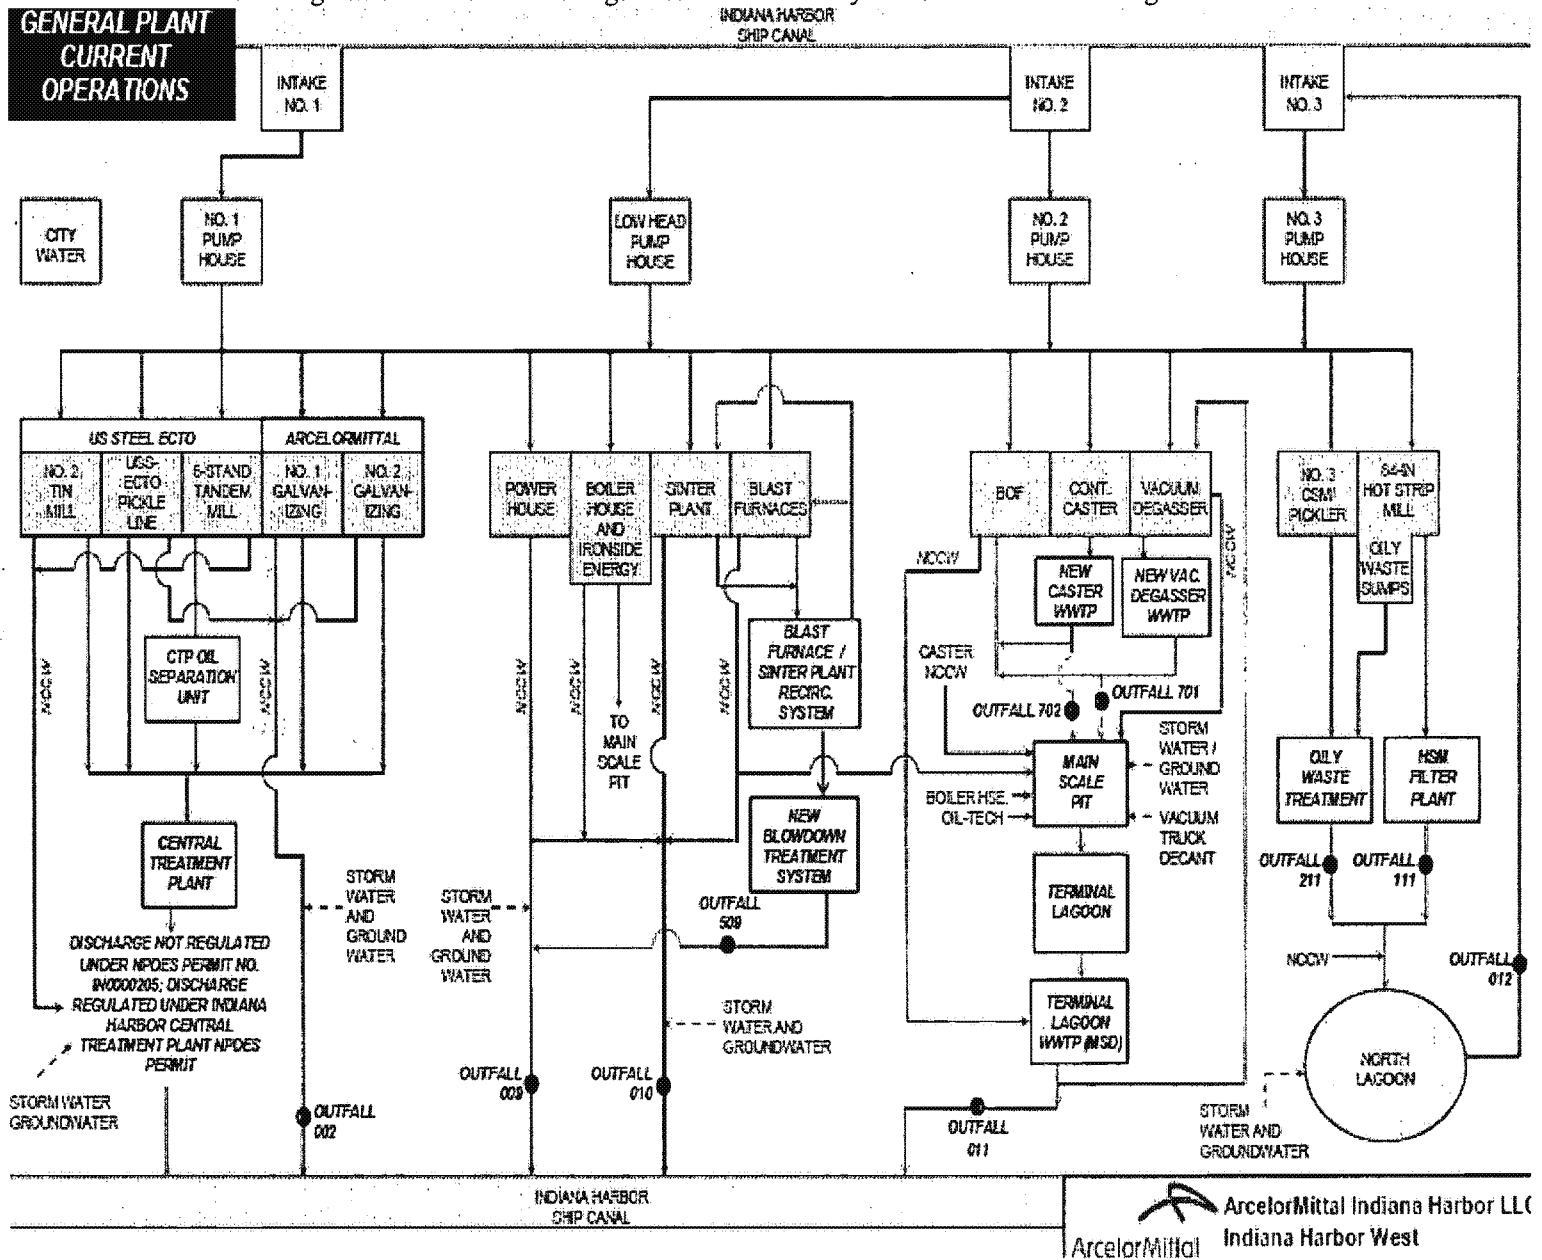 GENERAL PLANT
CURRENT
OPERATIONS
INDIANA HARBOR
SHIP CANAL
INTAKE
NO. 1
INTAKE
NO. 2
INTAKE
NO. 3
CITY
WATER
NO. 1
PUMP
HOUSE
LOW HEAD
PUMP
HOUSE
NO. 2
PUMP
HOUSE
NO. 3
PUMP
HOUSE
US STEEL ECTO
ARCELORMITTAL
NO. 2
TIN
MILL
USS-
ECTO
PICKLE
LINE
TANDEM
MILL
NO. 1
GALVAN-
IZING
NO. 2
GALVAN-
IZING
POWER
HOUSE
BOILER
HOUSE
AND
IRONSIDE
ENERGY
SINTER
PLANT
BLAST
FURNACES
BOF
CONT.
CASTER
VACUUM
DEGASSER
NO. 3
CSM/
PICKLER
84-IN
HOT STRIP
MILL
OILY
WASTE
SUMPS
NCCW
NCCW
NEW
CASTER
WWTP
NEW VAC.
DEGASSER
WWTP
CTP OIL
SEPARATION
UNIT
NCCW
NCCW
NCCW
NCCW
NCCW
NCCW
TO
MAIN
SCALE
PIT
BLAST
FURNACE /
SINTER PLANT
RECIRC.
SYSTEM
CASTER
NCCW
OUTFALL 701
OUTFALL 702
MAIN
SCALE
PIT
STORM
WATER /
GROUND
WATER
BOILER HSE.
OIL-TECH
VACUUM
TRUCK
DECANT
OILY
WASTE
TREATMENT
HSM
FILTER
PLANT
CENTRAL
TREATMENT
PLANT
NEW
BLOWDOWN
TREATMENT
SYSTEM
STORM
WATER
AND
GROUND
WATER
STORM
WATER
AND
GROUND
WATER
OUTFALL
509
TERMINAL
LAGOON
OUTFALL
211
OUTFALL
111
DISCHARGE NOT REGULATED
UNDER NPDES PERMIT NO.
IN0000205; DISCHARGE
REGULATED UNDER INDIANA
HARBOR CENTRAL
TREATMENT PLANT NPDES
PERMIT
NCCW
OUTFALL
012
STORM
WATER AND
GROUNDWATER
TERMINAL
LAGOON
WWTP (MSD)
NORTH
LAGOON
STORM WATER
GROUNDWATER
OUTFALL
002
OUTFALL
009
OUTFALL
010
OUTFALL
011
STORM
WATER AND
GROUNDWATER
INDIANA HARBOR
SHIP CANAL
ArcelorMittal
ArcelorMittal Indiana Harbor LLC
Indiana Harbor West